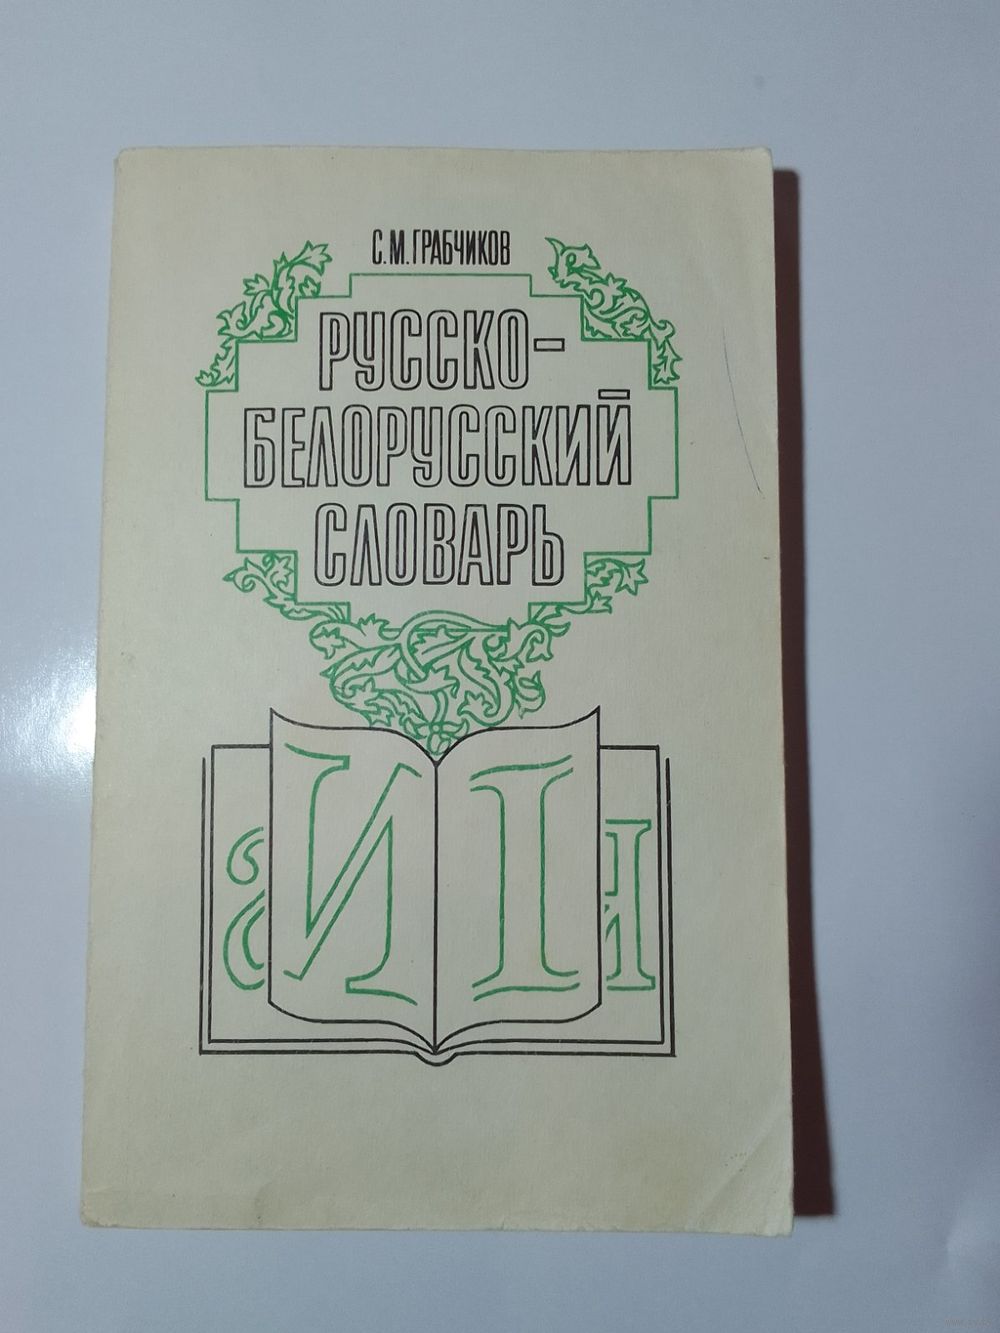 С.М.ГРАБЧИКОВ
РУССКО-
БЕЛОРУССКИЙ
СЛОВАРЬ
И І